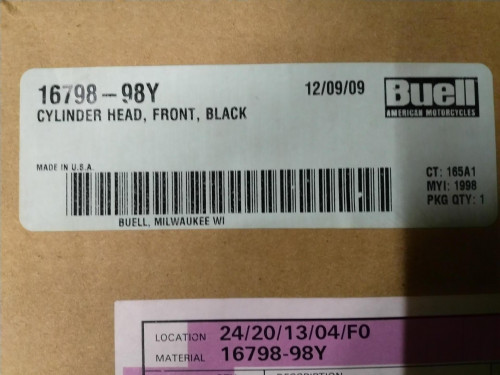 16798-98Y 12/09/09 Buell
CYLINDER HEAD, FRONT, BLACK AMERICAN MOTORCYCLES
MADE IN U.S.A.
CT: 165A1
MYI: 1998
PKG QTY: 1
BUELL, MILWAUKEE WI
LOCATION 24/20/13/04/F0
MATERIAL 16798-98Y
DESCRIPTION